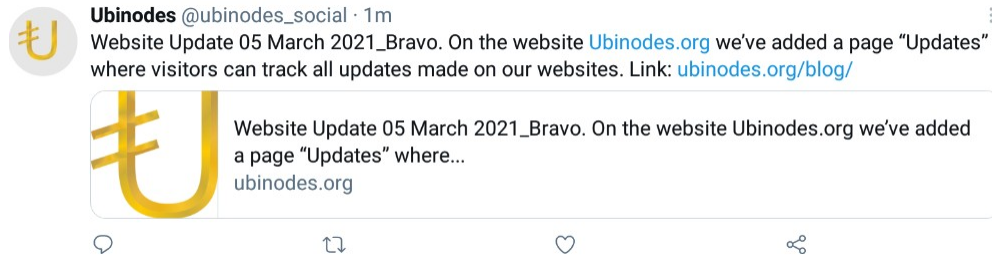 Ubinodes @ubinodes_social · 1m
Website Update 05 March 2021_Bravo. On the website Ubinodes.org we’ve added a page “Updates”
where visitors can track all updates made on our websites. Link: ubinodes.org/blog/
Website Update 05 March 2021_Bravo. On the website Ubinodes.org we’ve added
a page “Updates” where...
ubinodes.org